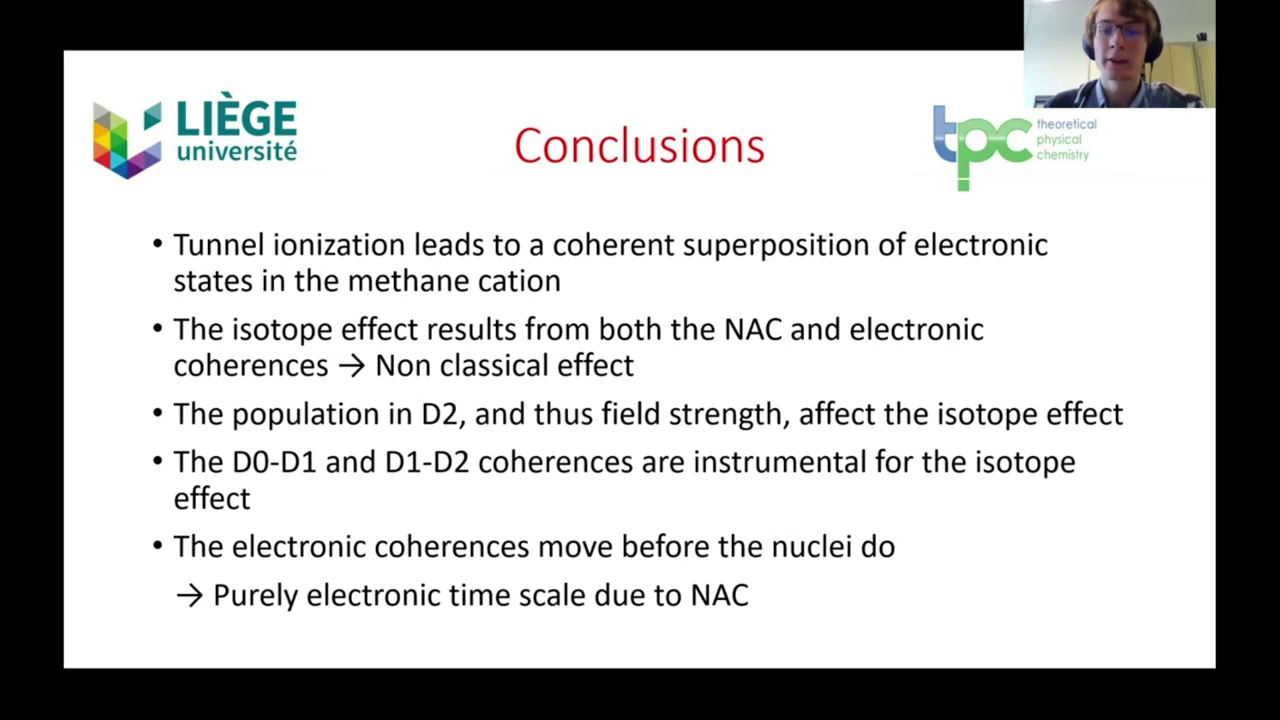 LIÈGE
université
Conclusions
tpc
theoretical
physical
chemistry
• Tunnel ionization leads to a coherent superposition of electronic
states in the methane cation
• The isotope effect results from both the NAC and electronic
coherences → Non classical effect
• The population in D2, and thus field strength, affect the isotope effect
• The D0-D1 and D1-D2 coherences are instrumental for the isotope
effect
• The electronic coherences move before the nuclei do
→ Purely electronic time scale due to NAC